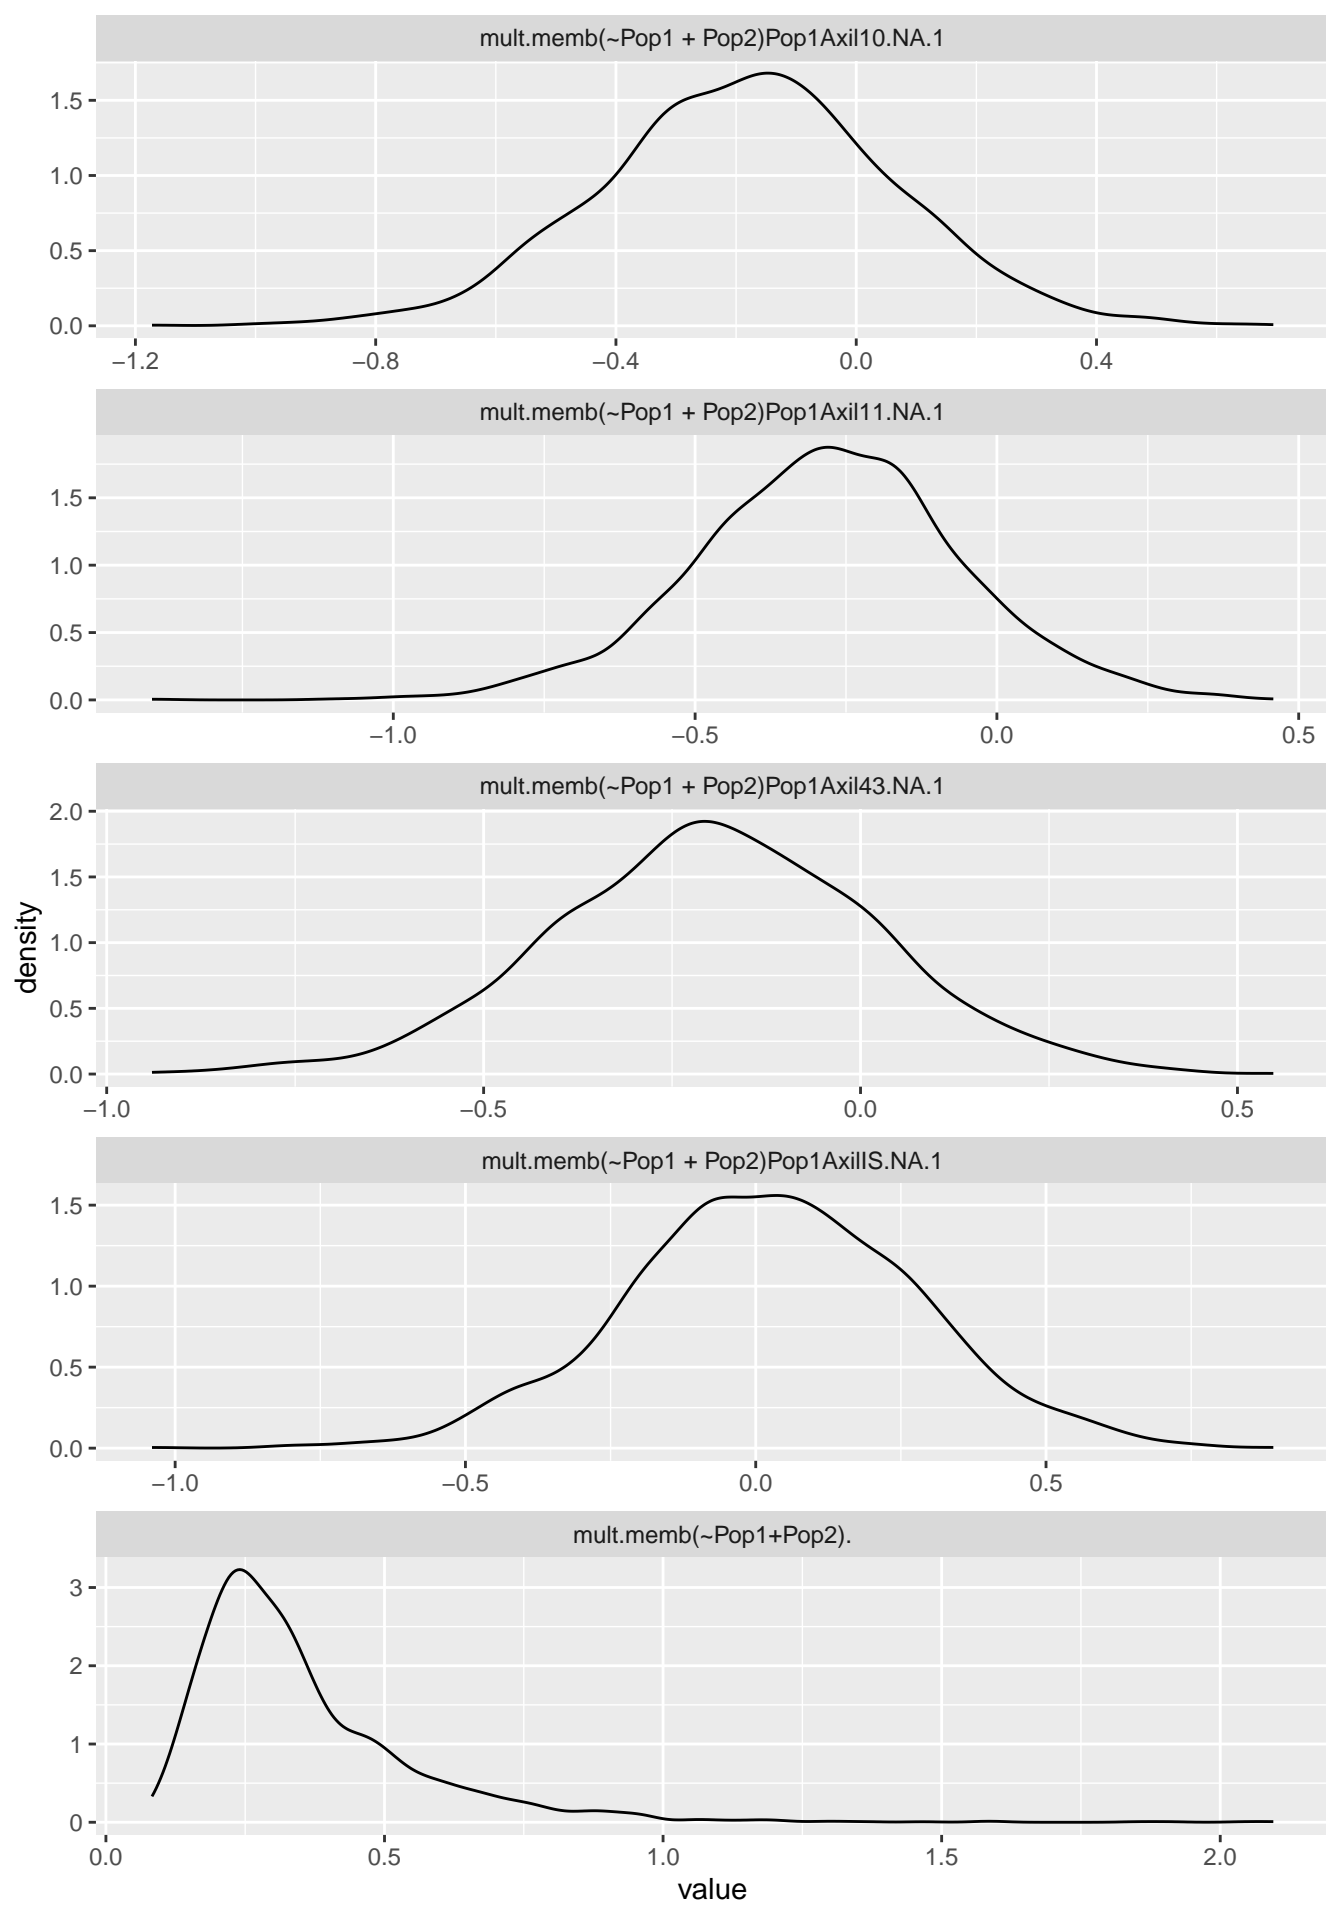 mult.memb(~Pop1 + Pop2)Pop1Axil10.NA.1
1.5
1.0
0.5
0.0
−1.2 −0.8 −0.4 0.0 0.4
mult.memb(~Pop1 + Pop2)Pop1Axil11.NA.1
1.5
1.0
0.5
0.0
−1.0 −0.5 0.0 0.5
mult.memb(~Pop1 + Pop2)Pop1Axil43.NA.1
2.0
1.5
1.0
0.5
0.0
−1.0 −0.5 0.0 0.5
density
mult.memb(~Pop1 + Pop2)Pop1AxilIS.NA.1
1.5
1.0
0.5
0.0
−1.0 −0.5 0.0 0.5
mult.memb(~Pop1+Pop2).
3
2
1
0
0.0 0.5 1.0 1.5 2.0
value